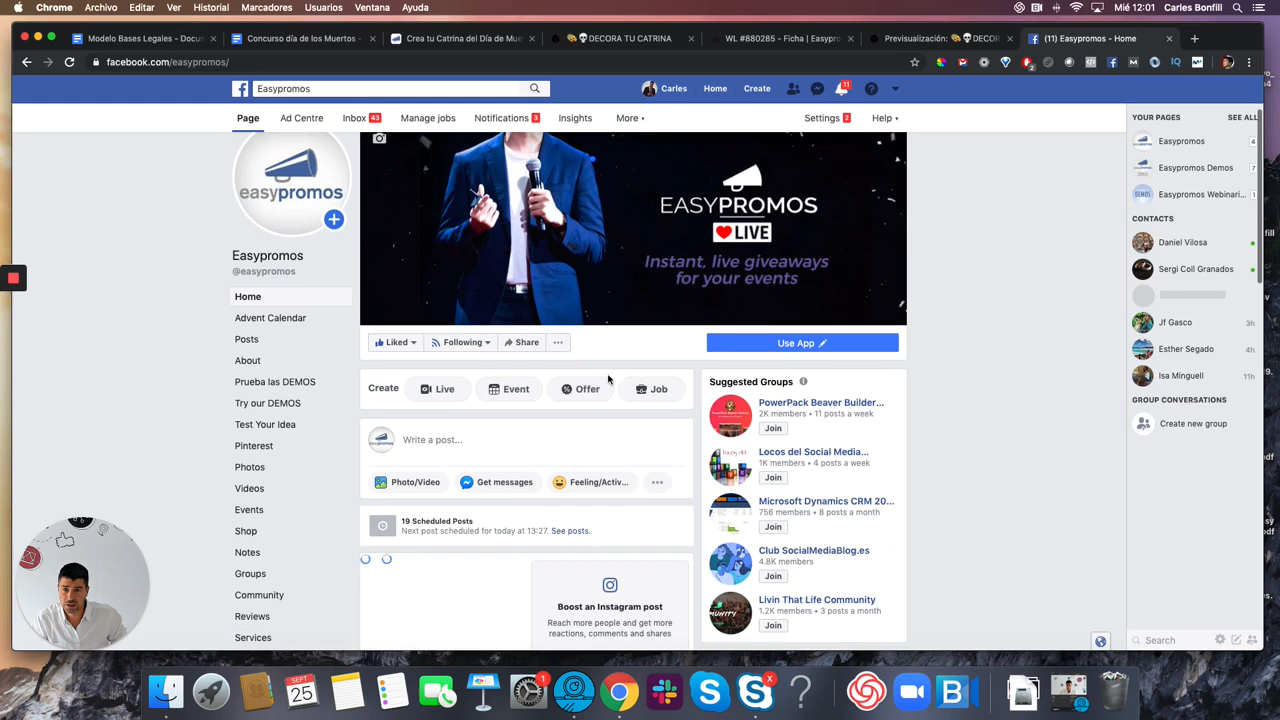 Chrome Archivo Editar Ver Historial Marcadores Usuarios Ventana Ayuda Mié 12:01 Carles Bonfill
Modelo Bases Legales - Docu
Concurso día de los Muertos -
Crea tu Catrina del Día de Mue
DECORA TU CATRINA
WL #880285 - Ficha | Easypro
Previsualización: DECOR
(11) Easypromos - Home
facebook.com/easypromos/
Easypromos
Carles Home Create 11
Page Ad Centre Inbox 43 Manage jobs Notifications 3 Insights More Settings 2 Help
easypromos
Easypromos
@easypromos
Home
Advent Calendar
Posts
About
Prueba las DEMOS
Try our DEMOS
Test Your Idea
Pinterest
Photos
Videos
Events
Shop
Notes
Groups
Community
Reviews
Services
EASYPROMOS
LIVE
Instant, live giveaways
for your events
Liked Following Share ...
Use App
Create Live Event Offer Job
Write a post...
Photo/Video Get messages Feeling/Activ... ...
19 Scheduled Posts
Next post scheduled for today at 13:27. See posts.
Boost an Instagram post
Reach more people and get more
reactions, comments and shares
Suggested Groups
PowerPack Beaver Builder...
2K members • 11 posts a week
Join
Locos del Social Media...
1K members • 4 posts a week
Join
Microsoft Dynamics CRM 20...
756 members • 8 posts a month
Join
Club SocialMediaBlog.es
4.8K members
Join
Livin That Life Community
1.2K members • 3 posts a month
Join
YOUR PAGES SEE ALL
Easypromos 4
Easypromos Demos 7
Easypromos Webinari... 1
CONTACTS
Daniel Vilosa
Sergi Coll Granados
Jf Gasco 3h
Esther Segado 4h
Isa Minguell 11h
GROUP CONVERSATIONS
Create new group
Search
SEPT
25
1
X